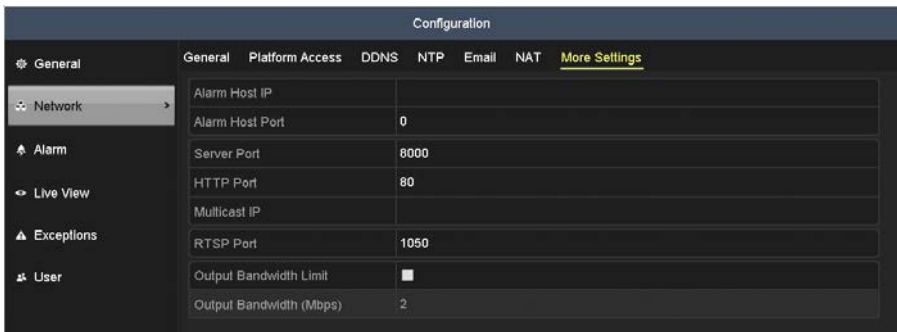 Configuration
General
Network
Alarm
Live View
Exceptions
User
General Platform Access DDNS NTP Email NAT More Settings
Alarm Host IP
Alarm Host Port 0
Server Port 8000
HTTP Port 80
Multicast IP
RTSP Port 1050
Output Bandwidth Limit
Output Bandwidth (Mbps) 2